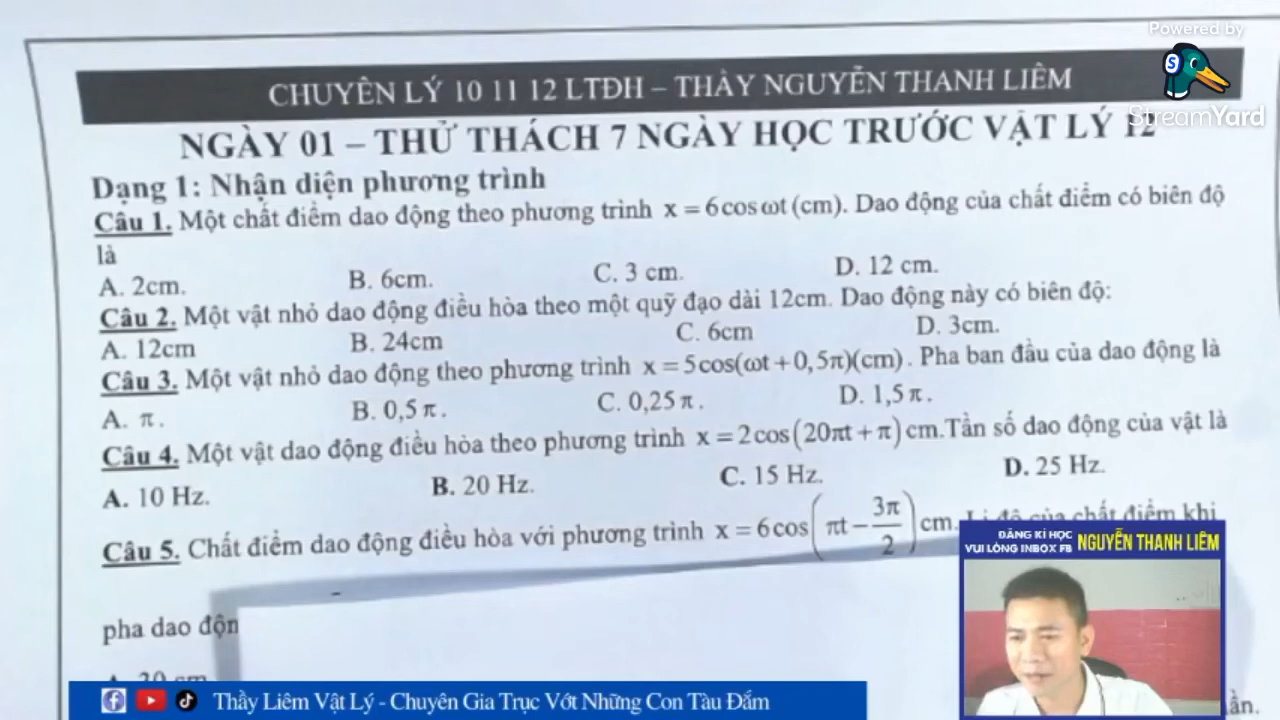 Powered by
StreamYard
CHUYÊN LÝ 10 11 12 LTĐH – THẦY NGUYỄN THANH LIÊM
NGÀY 01 – THỬ THÁCH 7 NGÀY HỌC TRƯỚC VẬT LÝ 12
Dạng 1: Nhận diện phương trình
Câu 1. Một chất điểm dao động theo phương trình x = 6cosωt (cm). Dao động của chất điểm có biên độ
là
A. 2cm. B. 6cm. C. 3 cm. D. 12 cm.
Câu 2. Một vật nhỏ dao động điều hòa theo một quỹ đạo dài 12cm. Dao động này có biên độ:
A. 12cm B. 24cm C. 6cm D. 3cm.
Câu 3. Một vật nhỏ dao động theo phương trình x = 5cos(ωt + 0,5π)(cm). Pha ban đầu của dao động là
A. π. B. 0,5π. C. 0,25π. D. 1,5π.
Câu 4. Một vật dao động điều hòa theo phương trình x = 2cos(20πt + π) cm.Tần số dao động của vật là
A. 10 Hz. B. 20 Hz. C. 15 Hz. D. 25 Hz.
Câu 5. Chất điểm dao động điều hòa với phương trình x = 6cos(πt − 3π/2) cm. Li độ của chất điểm khi
pha dao độn
ĐĂNG KÍ HỌC
VUI LÒNG INBOX FB NGUYỄN THANH LIÊM
Thầy Liêm Vật Lý - Chuyên Gia Trục Vớt Những Con Tàu Đắm